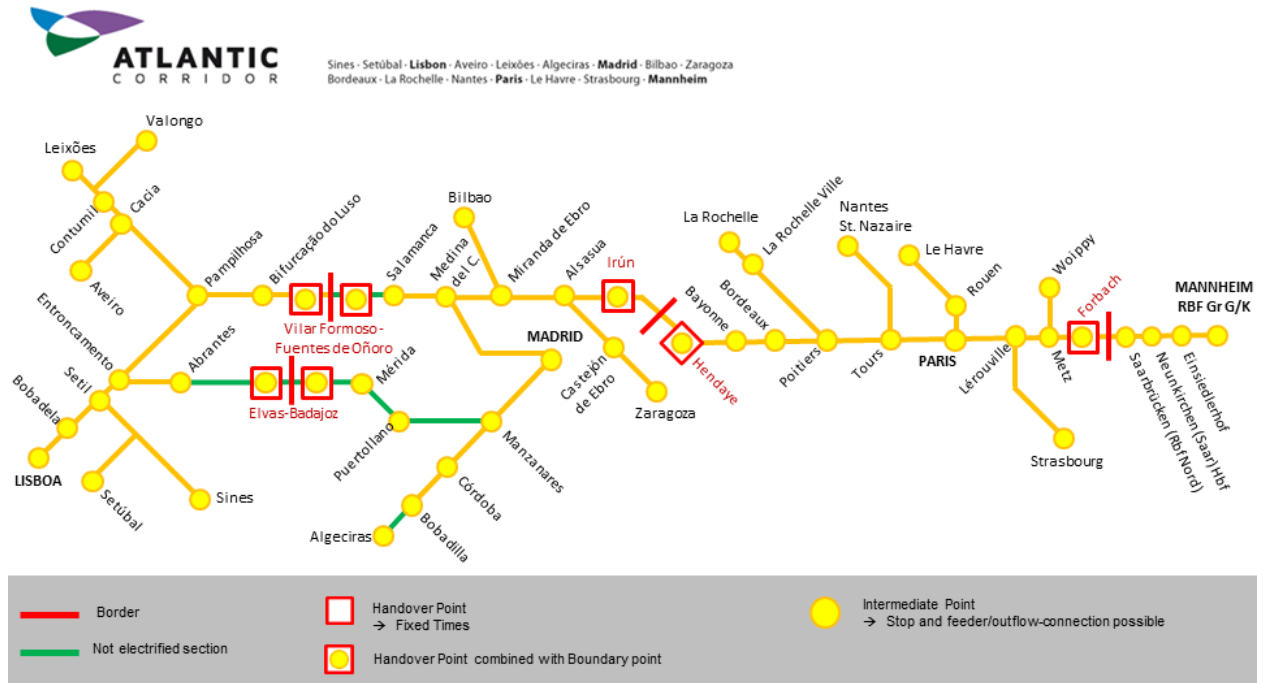 ATLANTIC
CORRIDOR
Sines · Setúbal · Lisbon · Aveiro · Leixões · Algeciras · Madrid · Bilbao · Zaragoza
Bordeaux · La Rochelle · Nantes · Paris · Le Havre · Strasbourg · Mannheim
Valongo
Leixões
Contumil
Cacia
Aveiro
Pampilhosa
Bifurcação do Luso
Vilar Formoso-
Fuentes de Oñoro
Salamanca
Medina
del C.
Bilbao
Miranda de Ebro
Alsasua
Irún
Hendaye
Bayonne
Bordeaux
La Rochelle
La Rochelle Ville
Poitiers
Nantes
St. Nazaire
Tours
Le Havre
Rouen
PARIS
Lérouville
Woippy
Metz
Forbach
MANNHEIM
RBF Gr G/K
Saarbrücken (Rbf Nord)
Neunkirchen (Saar) Hbf
Einsiedlerhof
Strasbourg
MADRID
Castejón
de Ebro
Zaragoza
Entroncamento
Abrantes
Elvas-Badajoz
Mérida
Puertollano
Manzanares
Córdoba
Bobadilla
Algeciras
Setil
Bobadela
LISBOA
Setúbal
Sines
Border
Not electrified section
Handover Point
→ Fixed Times
Handover Point combined with Boundary point
Intermediate Point
→ Stop and feeder/outflow-connection possible